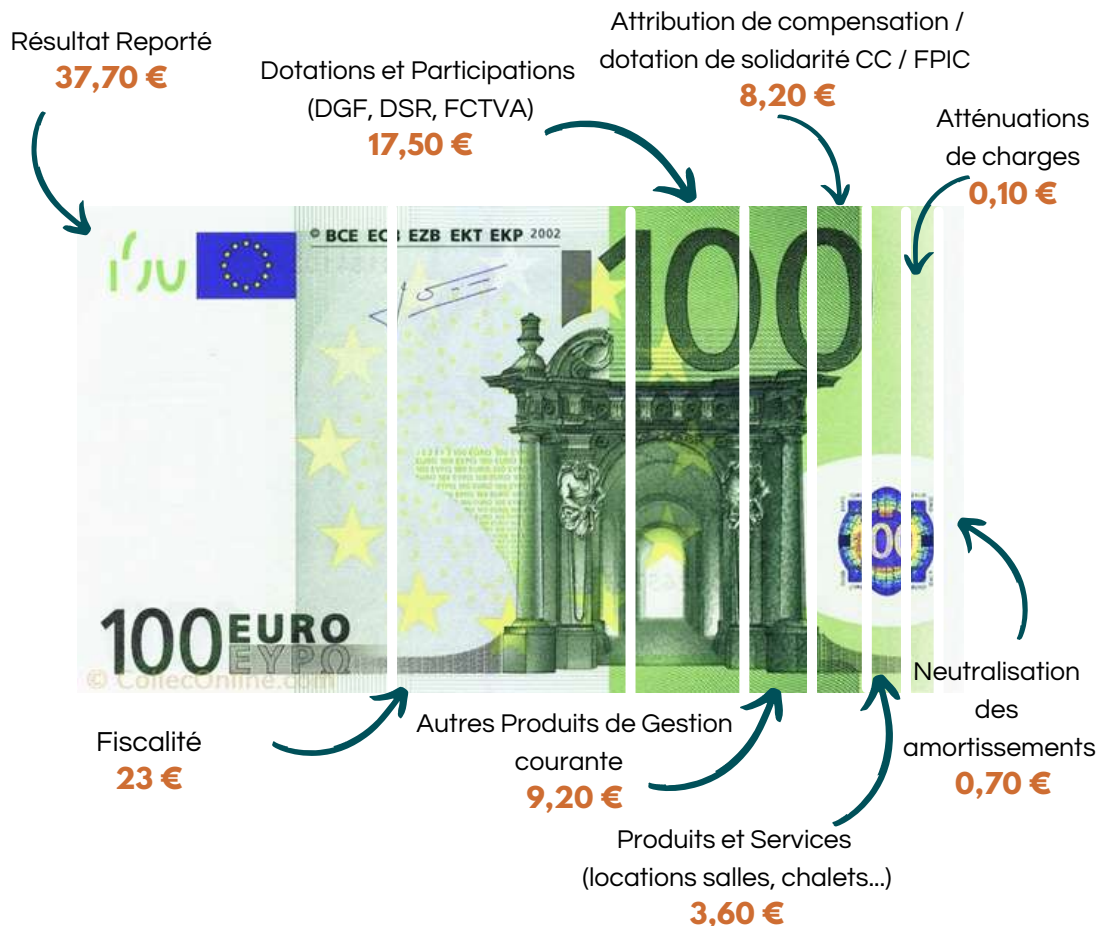 Résultat Reporté
37,70 €
Dotations et Participations
(DGF, DSR, FCTVA)
17,50 €
Attribution de compensation /
dotation de solidarité CC / FPIC
8,20 €
Atténuations
de charges
0,10 €
© BCE ECB EZB EKT EKP 2002
100
100
100 EURO
ΕΥΡΩ
© CollecOnline.com
Fiscalité
23 €
Autres Produits de Gestion
courante
9,20 €
Produits et Services
(locations salles, chalets...)
3,60 €
Neutralisation
des
amortissements
0,70 €